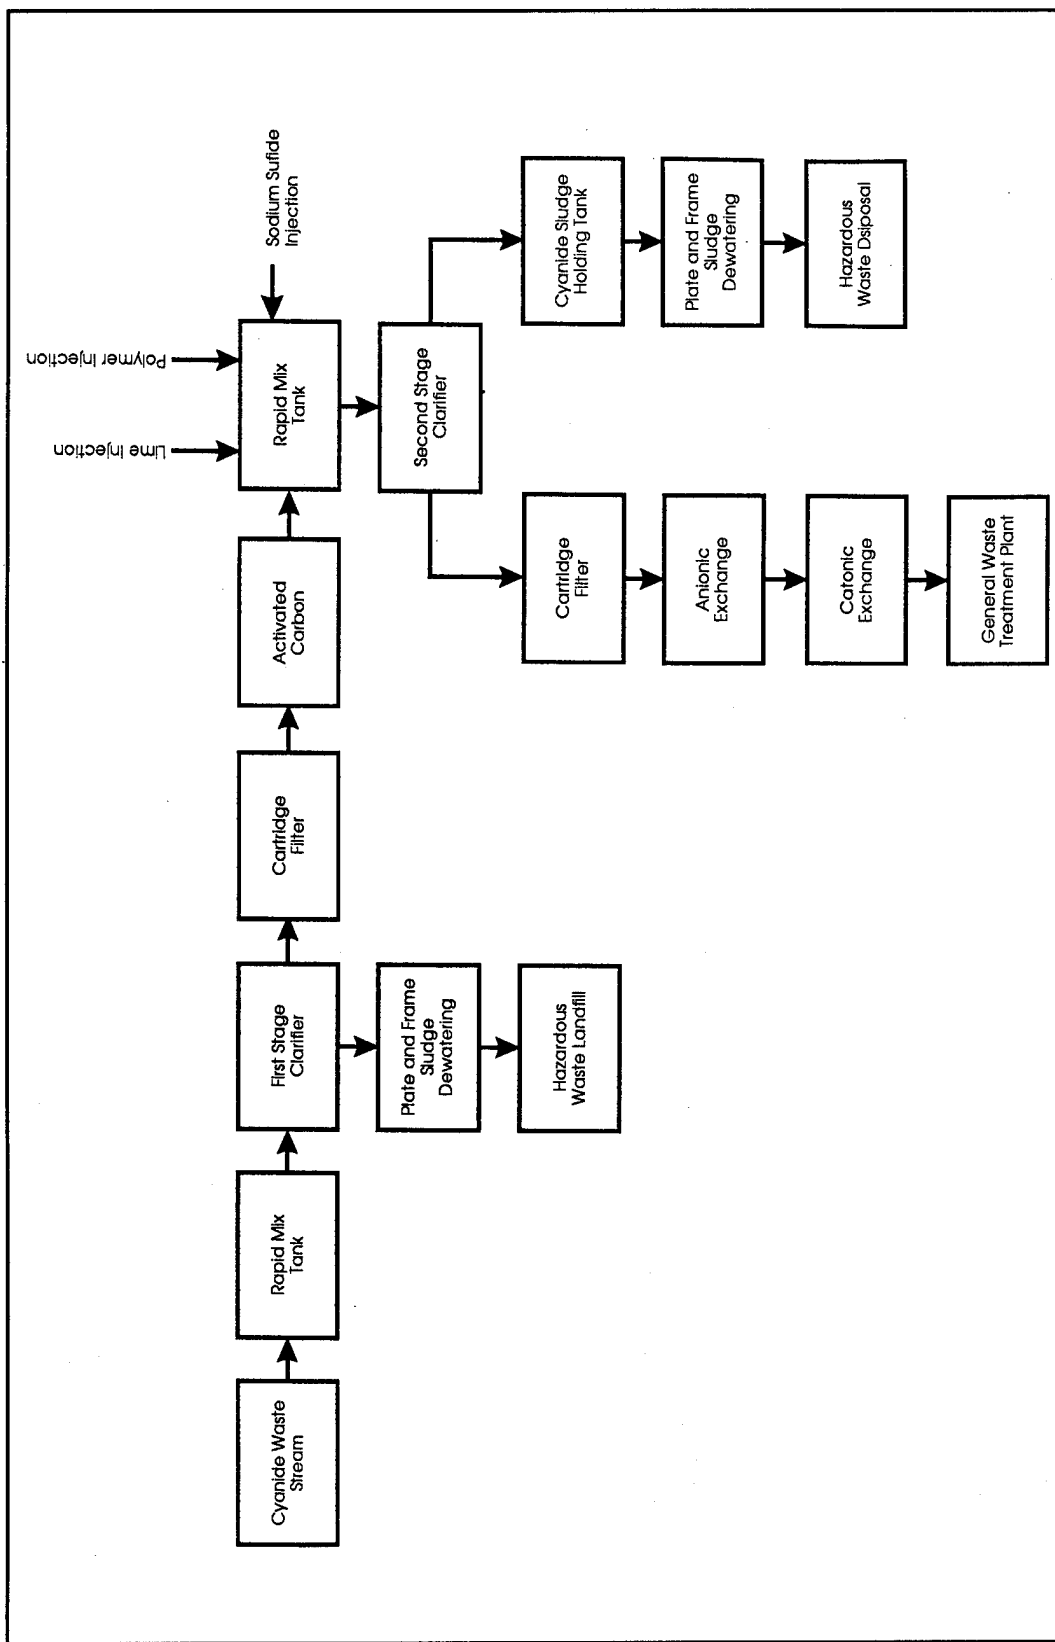 Cyanide Waste
Stream
Rapid Mix
Tank
First Stage
Clarifier
Plate and Frame
Sludge
Dewatering
Hazardous
Waste Landfill
Cartridge
Filter
Activated
Carbon
Rapid Mix
Tank
Lime Injection
Polymer Injection
Sodium Sufide
Injection
Second Stage
Clarifier
Cartridge
Filter
Anionic
Exchange
Catonic
Exchange
General Waste
Treatment Plant
Cyanide Sludge
Holding Tank
Plate and Frame
Sludge
Dewatering
Hazardous
Waste Dsiposal